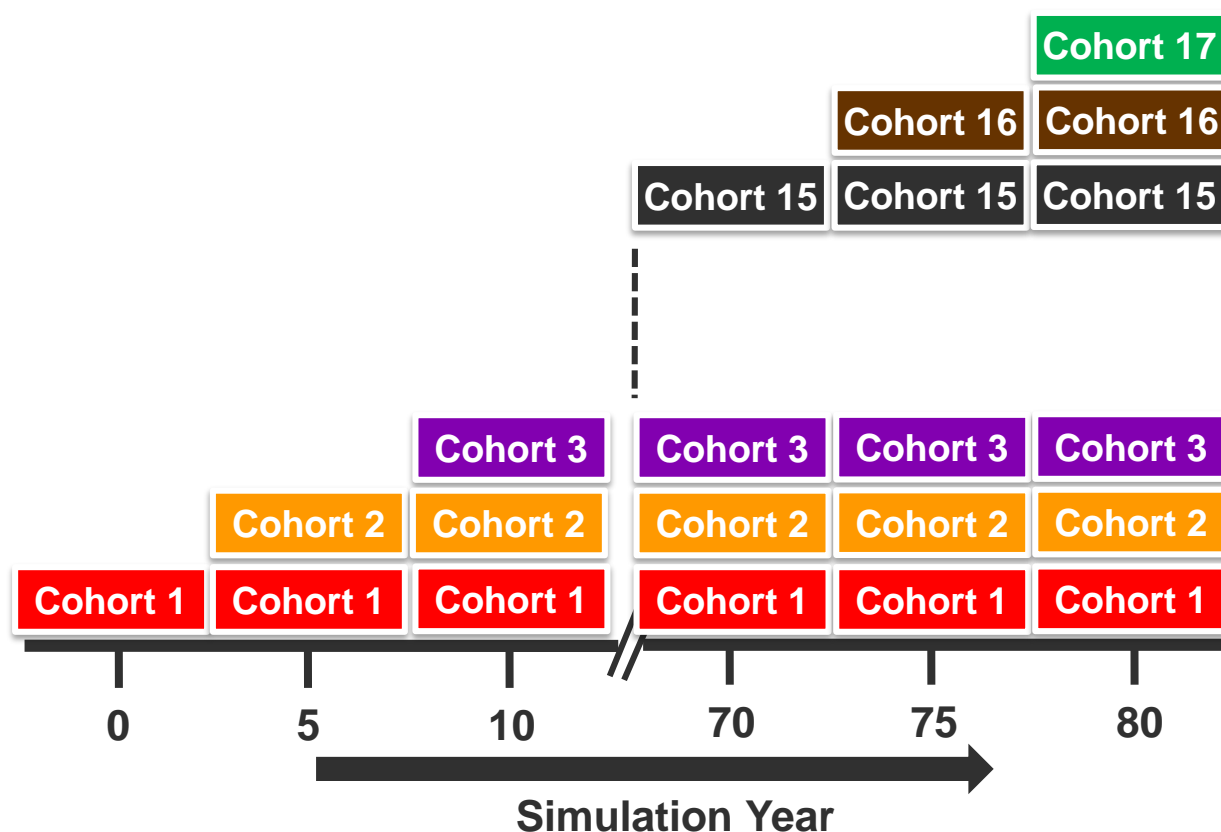 Cohort 17
Cohort 16 Cohort 16
Cohort 15 Cohort 15 Cohort 15
Cohort 3 Cohort 3 Cohort 3 Cohort 3
Cohort 2 Cohort 2 Cohort 2 Cohort 2 Cohort 2
Cohort 1 Cohort 1 Cohort 1 Cohort 1 Cohort 1 Cohort 1
0 5 10 70 75 80
Simulation Year